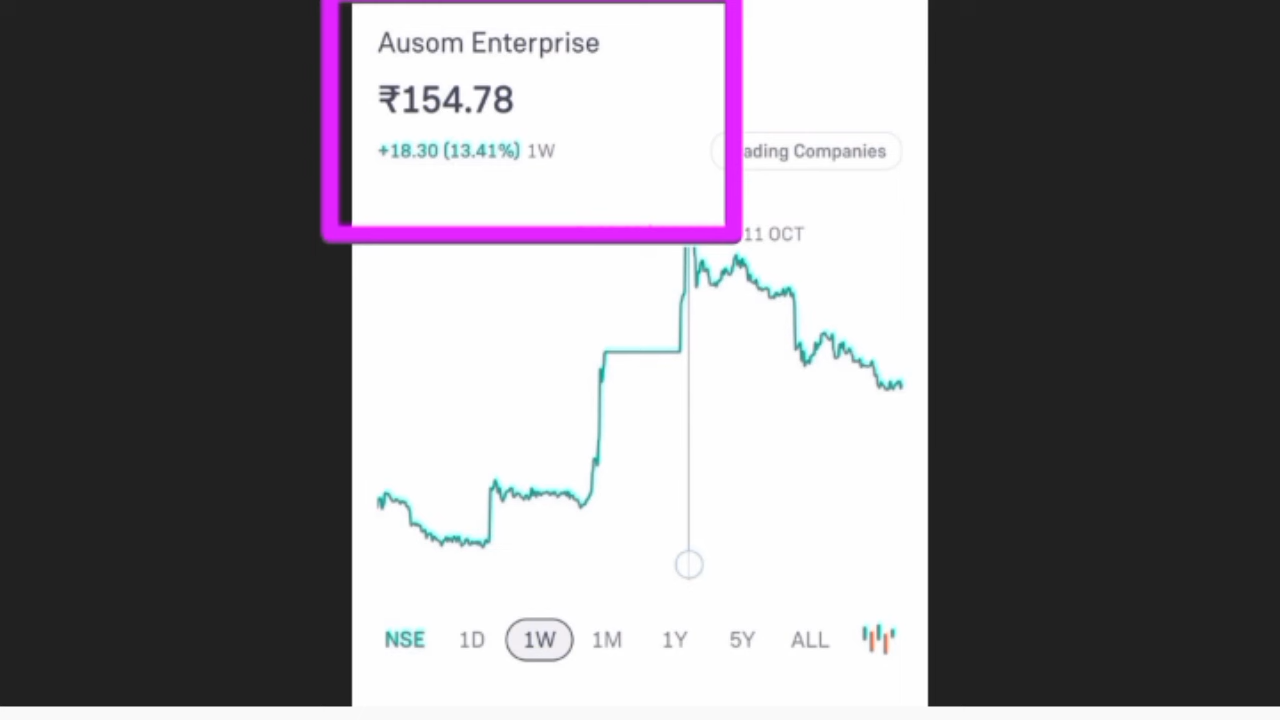 Ausom Enterprise
₹154.78
+18.30 (13.41%) 1W
ading Companies
11 OCT
NSE 1D 1W 1M 1Y 5Y ALL